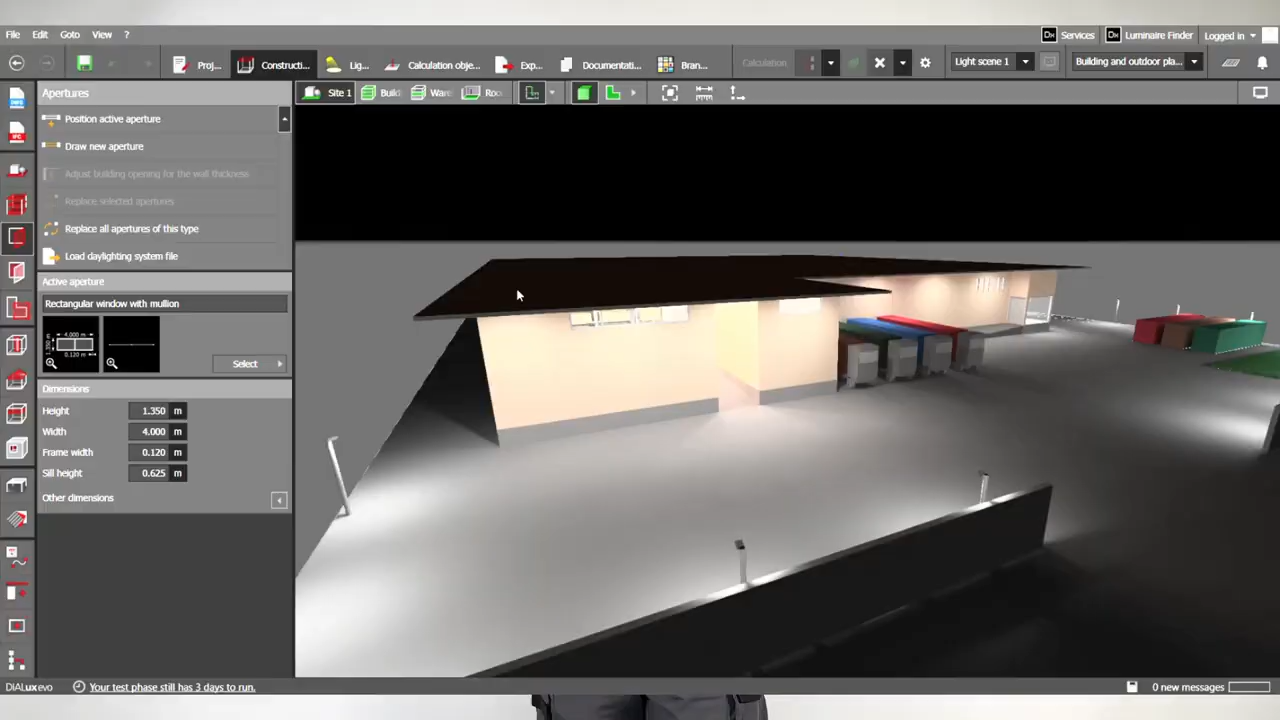 File Edit Goto View ?
Services Luminaire Finder Logged in
Proj... Constructi... Lig... Calculation obje... Exp... Documentati... Bran... Calculation Light scene 1 Building and outdoor pla...
Apertures
Site 1 Build Ware Roo
Position active aperture
Draw new aperture
Adjust building opening for the wall thickness
Replace selected apertures
Replace all apertures of this type
Load daylighting system file
Active aperture
Rectangular window with mullion
4.000 m
0.120 m
Select
Dimensions
Height 1.350 m
Width 4.000 m
Frame width 0.120 m
Sill height 0.625 m
Other dimensions
DIALux evo Your test phase still has 3 days to run. 0 new messages